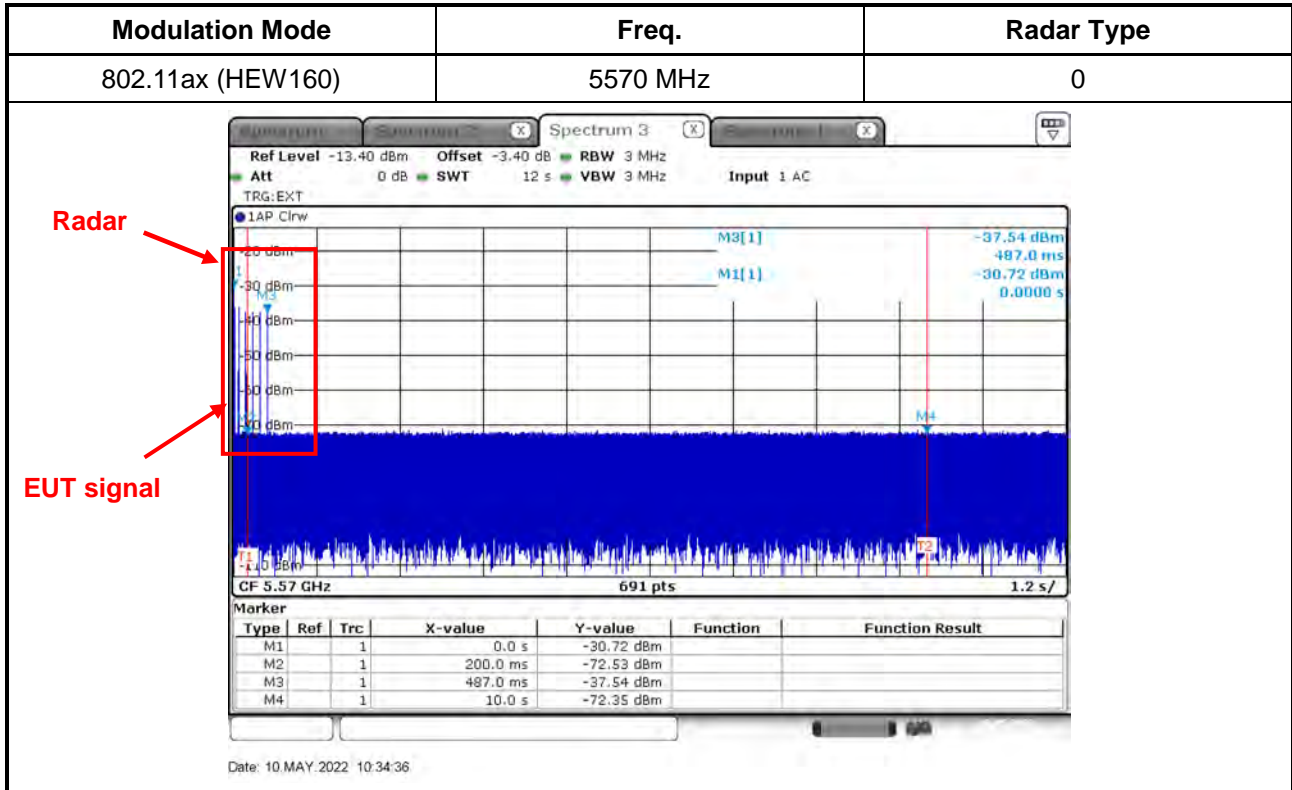 Modulation Mode Freq. Radar Type
802.11ax (HEW160) 5570 MHz 0
Spectrum 3
Ref Level -13.40 dBm Offset -3.40 dB RBW 3 MHz
Att 0 dB SWT 12 s VBW 3 MHz Input 1 AC
TRG:EXT
1AP Clrw
Radar
M3[1] -37.54 dBm
487.0 ms
M1[1] -30.72 dBm
0.0000 s
-20 dBm
-30 dBm
M3
-40 dBm
-50 dBm
-60 dBm
M4
EUT signal
T1 T2
-110 dBm
CF 5.57 GHz 691 pts 1.2 s/
Marker
Type Ref Trc X-value Y-value Function Function Result
M1 1 0.0 s -30.72 dBm
M2 1 200.0 ms -72.53 dBm
M3 1 487.0 ms -37.54 dBm
M4 1 10.0 s -72.35 dBm
Date: 10.MAY.2022 10:34:36